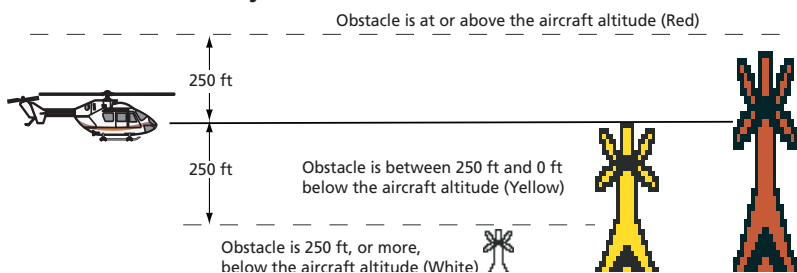 Obstacle is at or above the aircraft altitude (Red)
250 ft
250 ft
Obstacle is between 250 ft and 0 ft
below the aircraft altitude (Yellow)
Obstacle is 250 ft, or more,
below the aircraft altitude (White)